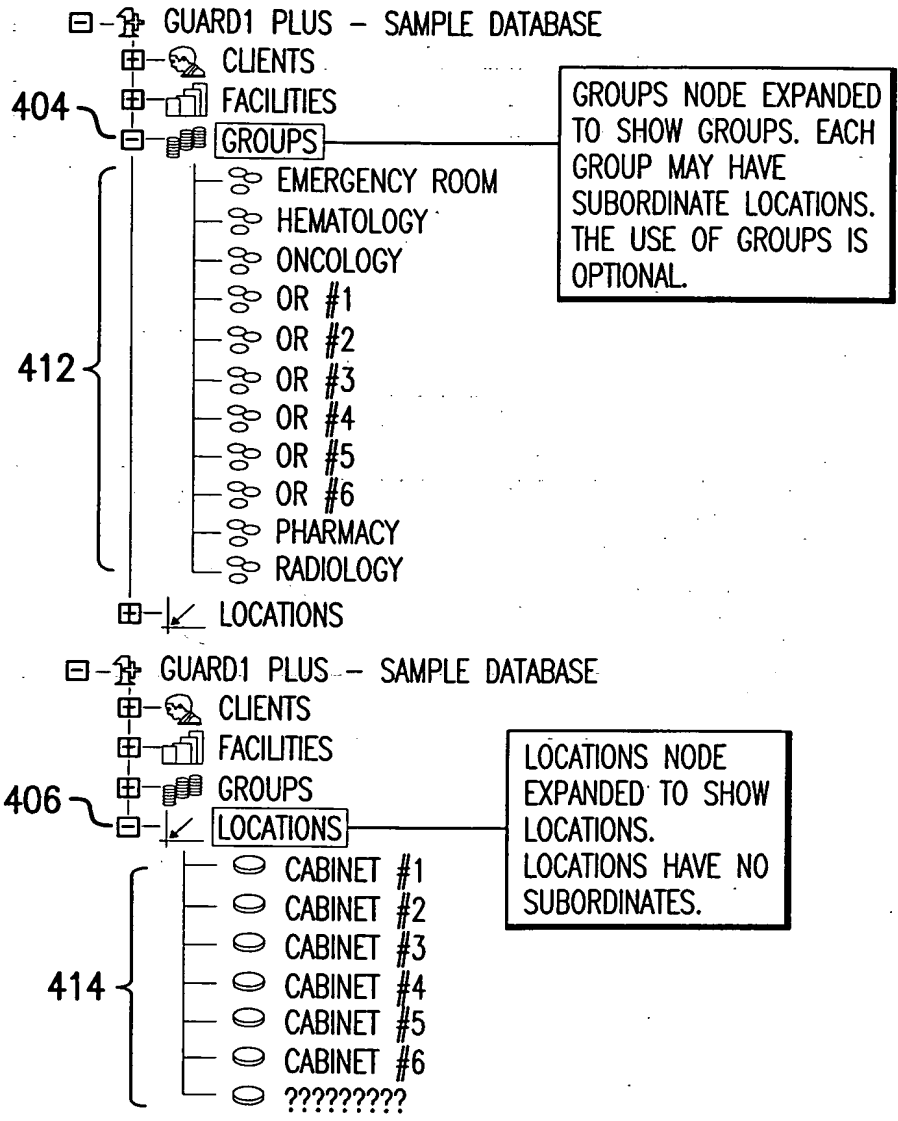 GUARD1 PLUS - SAMPLE DATABASE
CLIENTS
FACILITIES
404
GROUPS
GROUPS NODE EXPANDED
TO SHOW GROUPS. EACH
GROUP MAY HAVE
SUBORDINATE LOCATIONS.
THE USE OF GROUPS IS
OPTIONAL.
412
EMERGENCY ROOM
HEMATOLOGY
ONCOLOGY
OR #1
OR #2
OR #3
OR #4
OR #5
OR #6
PHARMACY
RADIOLOGY
LOCATIONS
GUARD1 PLUS - SAMPLE DATABASE
CLIENTS
FACILITIES
GROUPS
406
LOCATIONS
LOCATIONS NODE
EXPANDED TO SHOW
LOCATIONS.
LOCATIONS HAVE NO
SUBORDINATES.
414
CABINET #1
CABINET #2
CABINET #3
CABINET #4
CABINET #5
CABINET #6
?????????